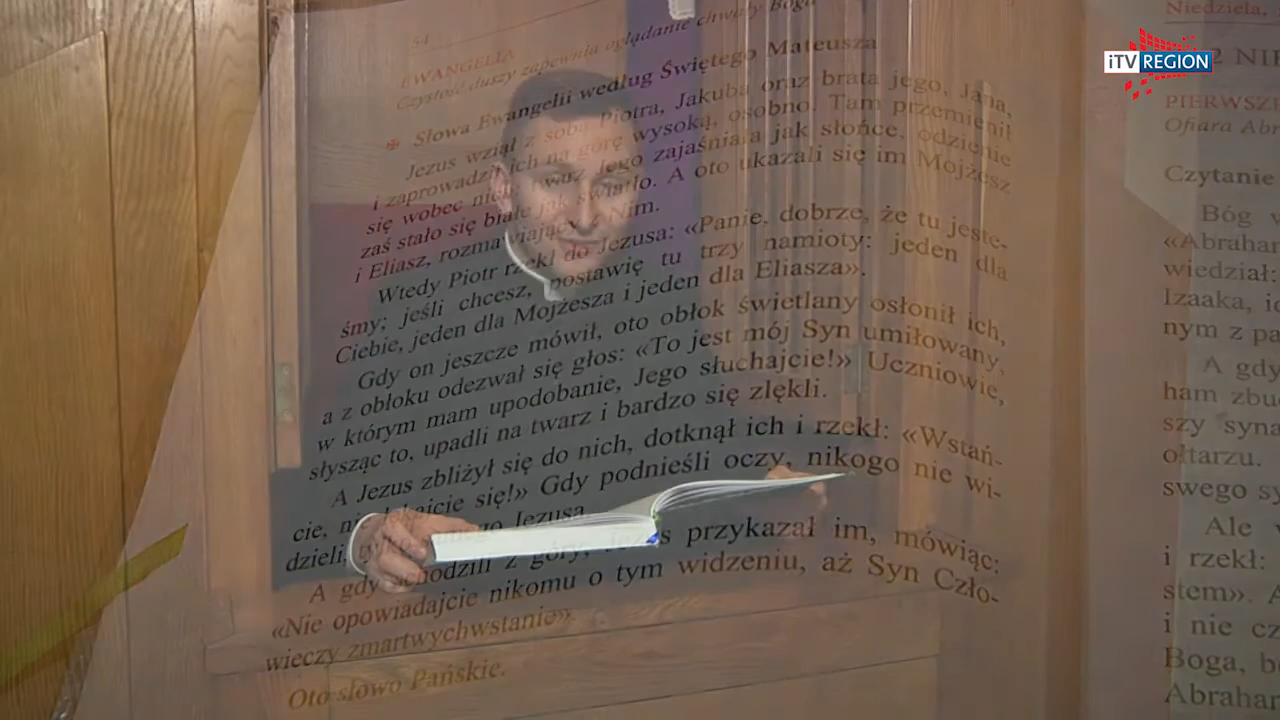 54
EWANGELIA
Czystość duszy zapewnia oglądanie chwały Boga
Słowa Ewangelii według Świętego Mateusza
Jezus wziął z sobą Piotra, Jakuba oraz brata jego, Jana,
i zaprowadził ich na górę wysoką, osobno. Tam przemienił
się wobec nich: twarz Jego zajaśniała jak słońce, odzienie
zaś stało się białe jak światło. A oto ukazali się im Mojżesz
i Eliasz, rozmawiający z Nim.
Wtedy Piotr rzekł do Jezusa: «Panie, dobrze, że tu jeste-
śmy; jeśli chcesz, postawię tu trzy namioty: jeden dla
Ciebie, jeden dla Mojżesza i jeden dla Eliasza».
Gdy on jeszcze mówił, oto obłok świetlany osłonił ich,
a z obłoku odezwał się głos: «To jest mój Syn umiłowany,
w którym mam upodobanie, Jego słuchajcie!» Uczniowie,
słysząc to, upadli na twarz i bardzo się zlękli.
A Jezus zbliżył się do nich, dotknął ich i rzekł: «Wstań-
cie, nie lękajcie się!» Gdy podnieśli oczy, nikogo nie wi-
dzieli, Jezusa.
A gdy schodzili z góry, Jezus przykazał im, mówiąc:
«Nie opowiadajcie nikomu o tym widzeniu, aż Syn Czło-
wieczy zmartwychwstanie».
Oto słowo Pańskie.
iTV REGION
Niedziela,
2 NIE
PIERWSZ
Ofiara Abr
Czytanie
Bóg w
«Abraham
wiedział:
Izaaka, id
nym z pa
A gdy
ham zbu
szy syna
ołtarzu.
swego sy
Ale
i rzekł:
stem». A
i nie cz
Boga, b
Abraham